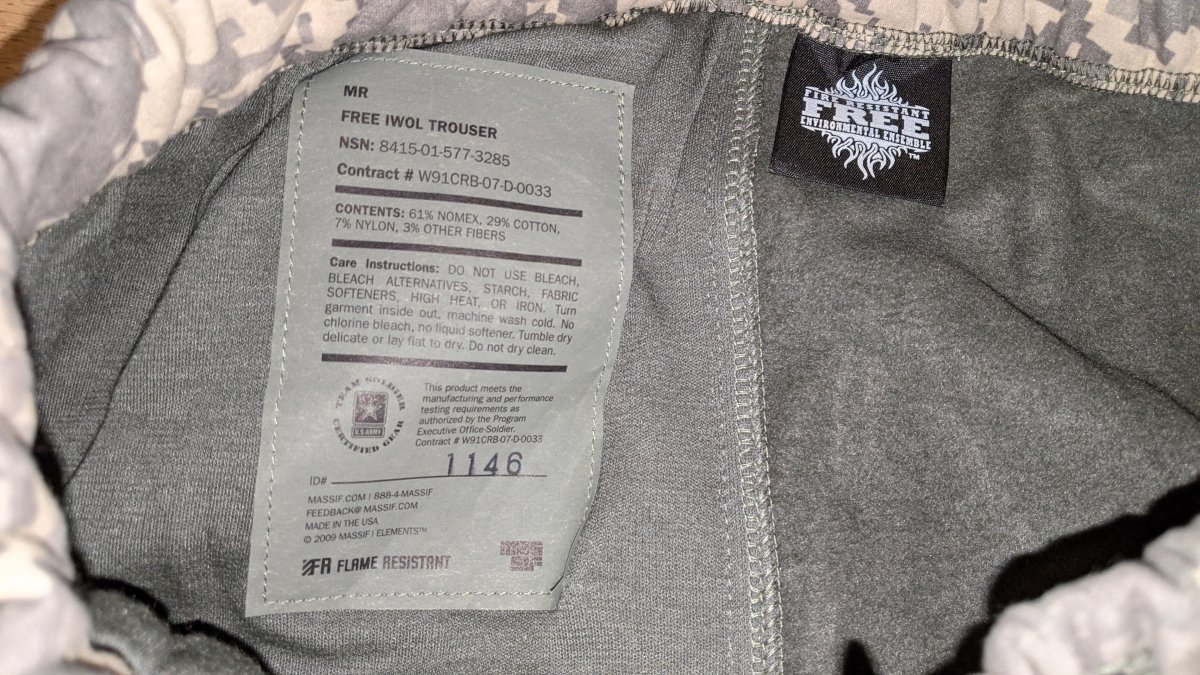 MR
FREE IWOL TROUSER
NSN: 8415-01-577-3285
Contract # W91CRB-07-D-0033
CONTENTS: 61% NOMEX, 29% COTTON,
7% NYLON, 3% OTHER FIBERS
Care Instructions: DO NOT USE BLEACH,
BLEACH ALTERNATIVES, STARCH, FABRIC
SOFTENERS, HIGH HEAT, OR IRON. Turn
garment inside out, machine wash cold. No
chlorine bleach, no liquid softener. Tumble dry
delicate or lay flat to dry. Do not dry clean.
TEAM SOLDIER
U.S.ARMY
CERTIFIED GEAR
This product meets the
manufacturing and performance
testing requirements as
authorized by the Program
Executive Office-Soldier.
Contract # W91CRB-07-D-0033
ID# 1146
MASSIF.COM | 888-4-MASSIF
FEEDBACK@ MASSIF.COM
MADE IN THE USA
© 2009 MASSIF | ELEMENTS™
FR FLAME RESISTANT
FIRE RESISTANT
FREE
ENVIRONMENTAL ENSEMBLE
TM